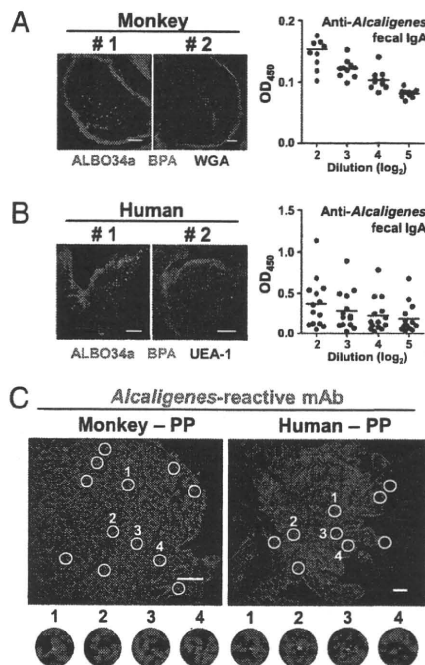 A
Monkey
# 1
# 2
ALBO34a BPA WGA
Anti-Alcaligenes
fecal IgA
OD450
0.2
0.1
0.0
2 3 4 5
Dilution (log2)
B
Human
# 1
# 2
ALBO34a BPA UEA-1
Anti-Alcaligenes
fecal IgA
OD450
1.5
1.0
0.5
0.0
2 3 4 5
Dilution (log2)
C
Alcaligenes-reactive mAb
Monkey – PP
Human – PP
1
2
3
4
1
2
3
4
1 2 3 4 1 2 3 4